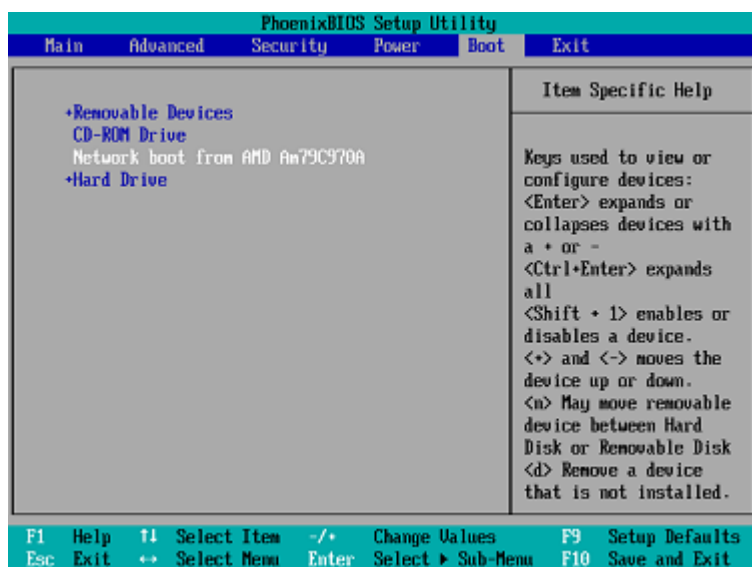 PhoenixBIOS Setup Utility
Main Advanced Security Power Boot Exit
+Removable Devices
CD-ROM Drive
Network boot from AMD Am79C970A
+Hard Drive
Item Specific Help
Keys used to view or
configure devices:
<Enter> expands or
collapses devices with
a + or -
<Ctrl+Enter> expands
all
<Shift + 1> enables or
disables a device.
<+> and <-> moves the
device up or down.
<n> May move removable
device between Hard
Disk or Removable Disk
<d> Remove a device
that is not installed.
F1 Help ↑↓ Select Item -/+ Change Values F9 Setup Defaults
Esc Exit ↔ Select Menu Enter Select ▶ Sub-Menu F10 Save and Exit